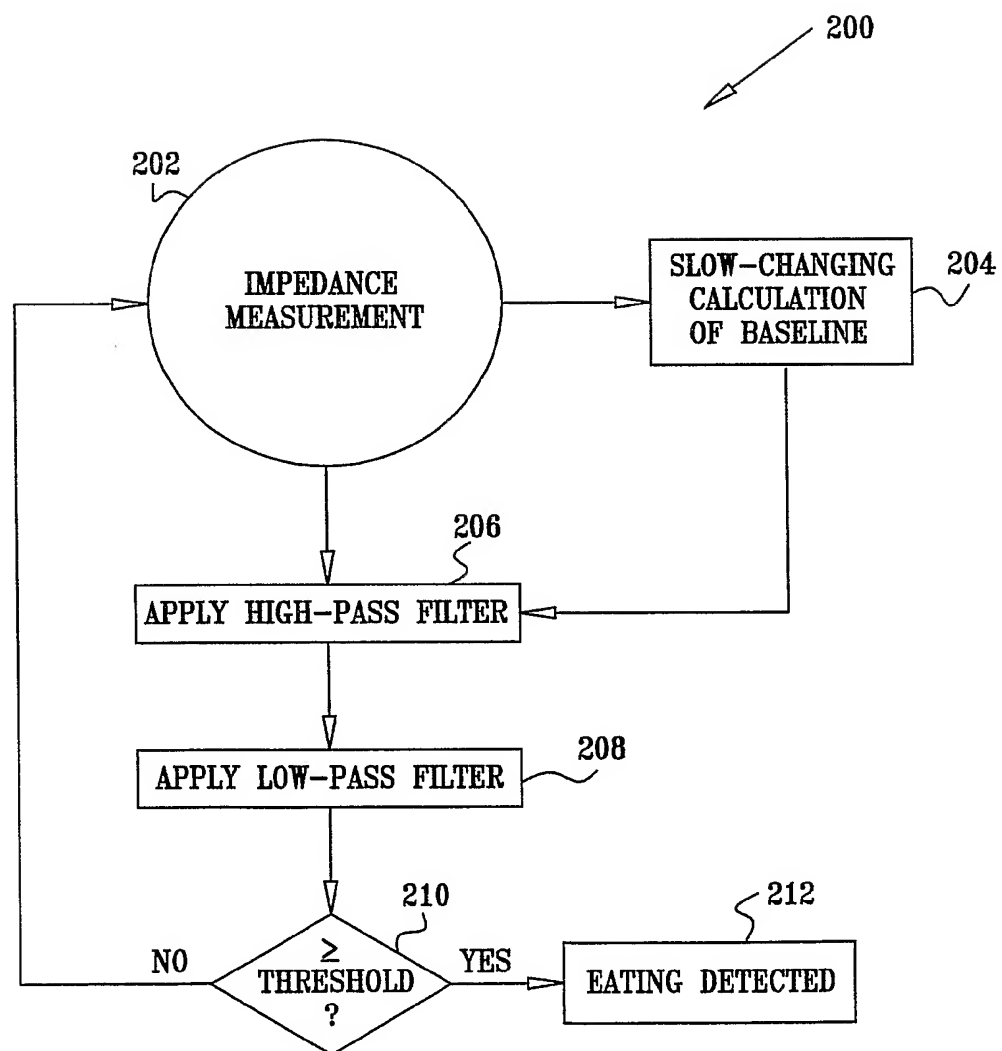 200
202
IMPEDANCE
MEASUREMENT
SLOW-CHANGING
CALCULATION
OF BASELINE
204
206
APPLY HIGH-PASS FILTER
APPLY LOW-PASS FILTER
208
210
212
NO
≥
THRESHOLD
?
YES
EATING DETECTED